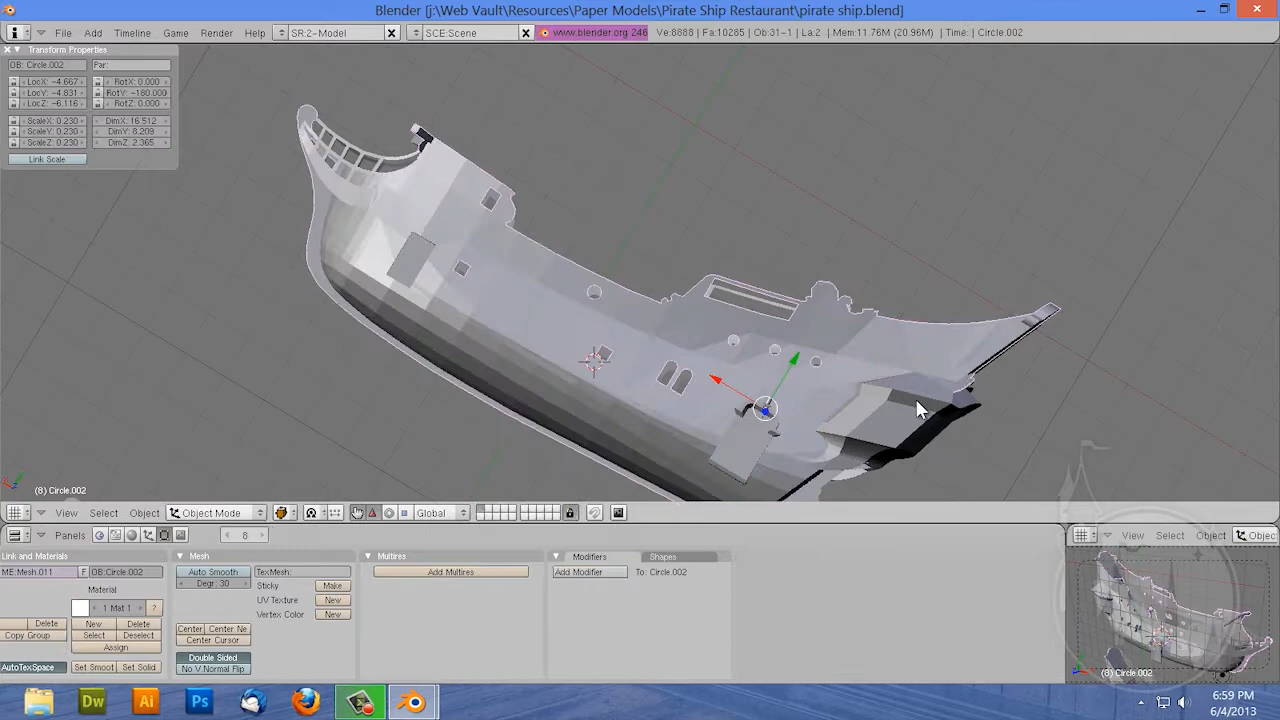 Blender [j:\Web Vault\Resources\Paper Models\Pirate Ship Restaurant\pirate ship.blend]
File Add Timeline Game Render Help SR:2-Model SCE:Scene www.blender.org 246 Ve:8888 | Fa:10285 | Ob:31-1 | La:2 | Mem:11.76M (20.96M) | Time: | Circle.002
Transform Properties
OB: Circle.002 Par:
LocX: -4.667 RotX: 0.000
LocY: -4.831 RotY: -180.000
LocZ: -6.116 RotZ: 0.000
ScaleX: 0.230 DimX: 16.512
ScaleY: 0.230 DimY: 8.209
ScaleZ: 0.230 DimZ: 2.365
Link Scale
(8) Circle.002
View Select Object Object Mode Global
Panels 8 View Select Object Objec
Link and Materials Mesh Multires Modifiers Shapes
ME:Mesh.011 F OB:Circle.002 Auto Smooth TexMesh: Add Multires Add Modifier To: Circle.002
Degr: 30 Sticky Make
Material UV Texture New
1 Mat 1 ? Vertex Color New
Delete New Delete Center Center Ne
Copy Group Select Deselect Center Cursor
Assign
Double Sided
AutoTexSpace Set Smoot Set Solid No V.Normal Flip
(8) Circle.002
Dw Ai Ps
6:59 PM
6/4/2013